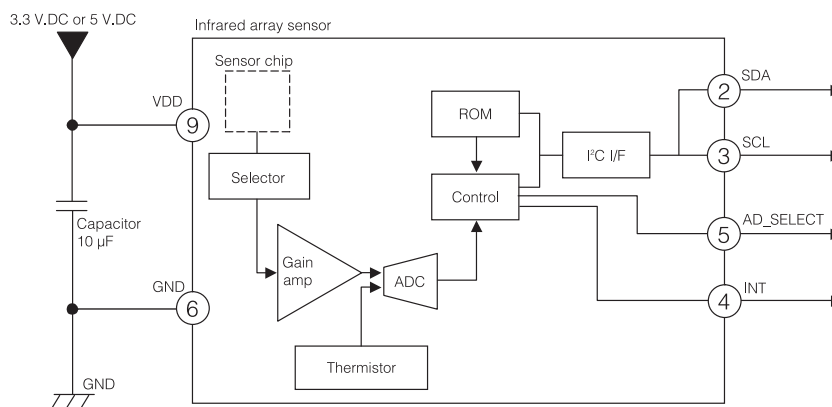 3.3 V.DC or 5 V.DC
Infrared array sensor
Sensor chip
VDD
9
Selector
ROM
I²C I/F
Control
SDA
2
SCL
3
AD_SELECT
5
INT
4
Capacitor
10 µF
Gain
amp
ADC
GND
6
Thermistor
GND